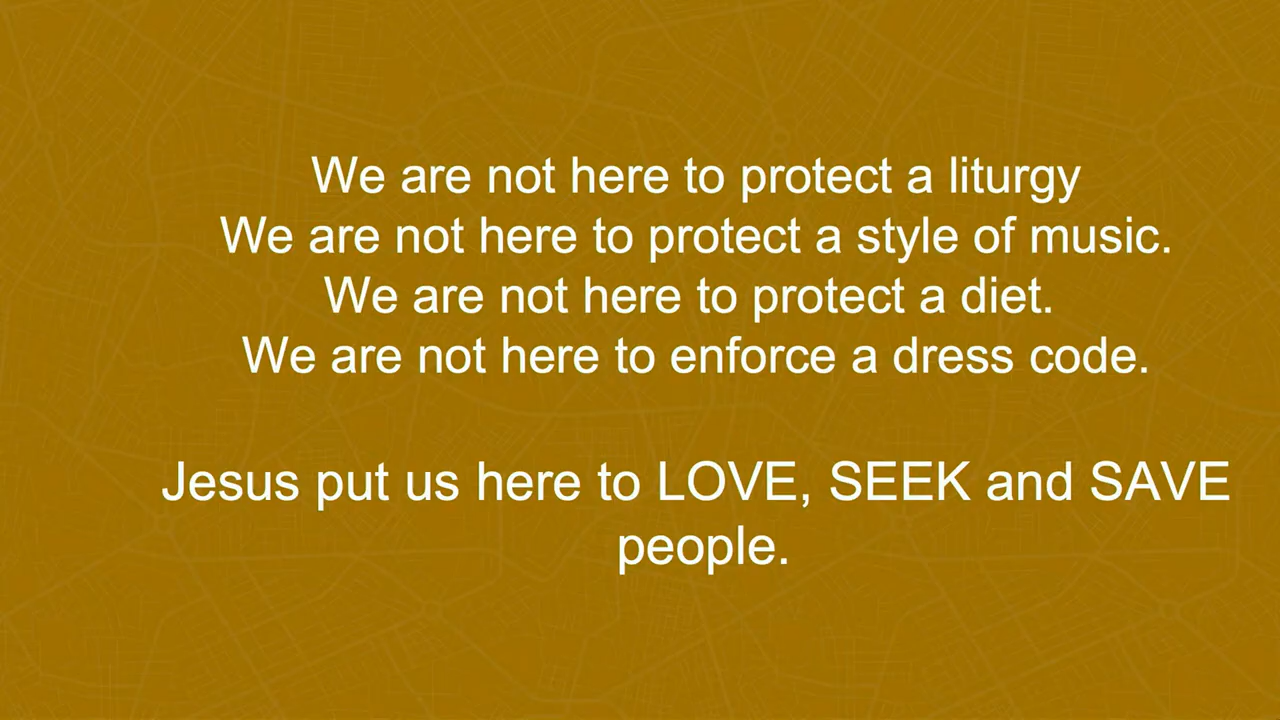 We are not here to protect a liturgy
We are not here to protect a style of music.
We are not here to protect a diet.
We are not here to enforce a dress code.
Jesus put us here to LOVE, SEEK and SAVE
people.